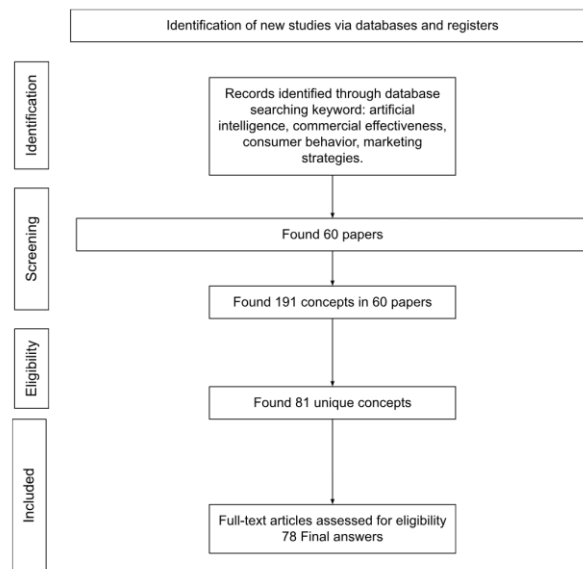 Identification of new studies via databases and registers
Identification
Records identified through database
searching keyword: artificial
intelligence, commercial effectiveness,
consumer behavior, marketing
strategies.
Screening
Found 60 papers
Found 191 concepts in 60 papers
Eligibility
Found 81 unique concepts
Included
Full-text articles assessed for eligibility
78 Final answers